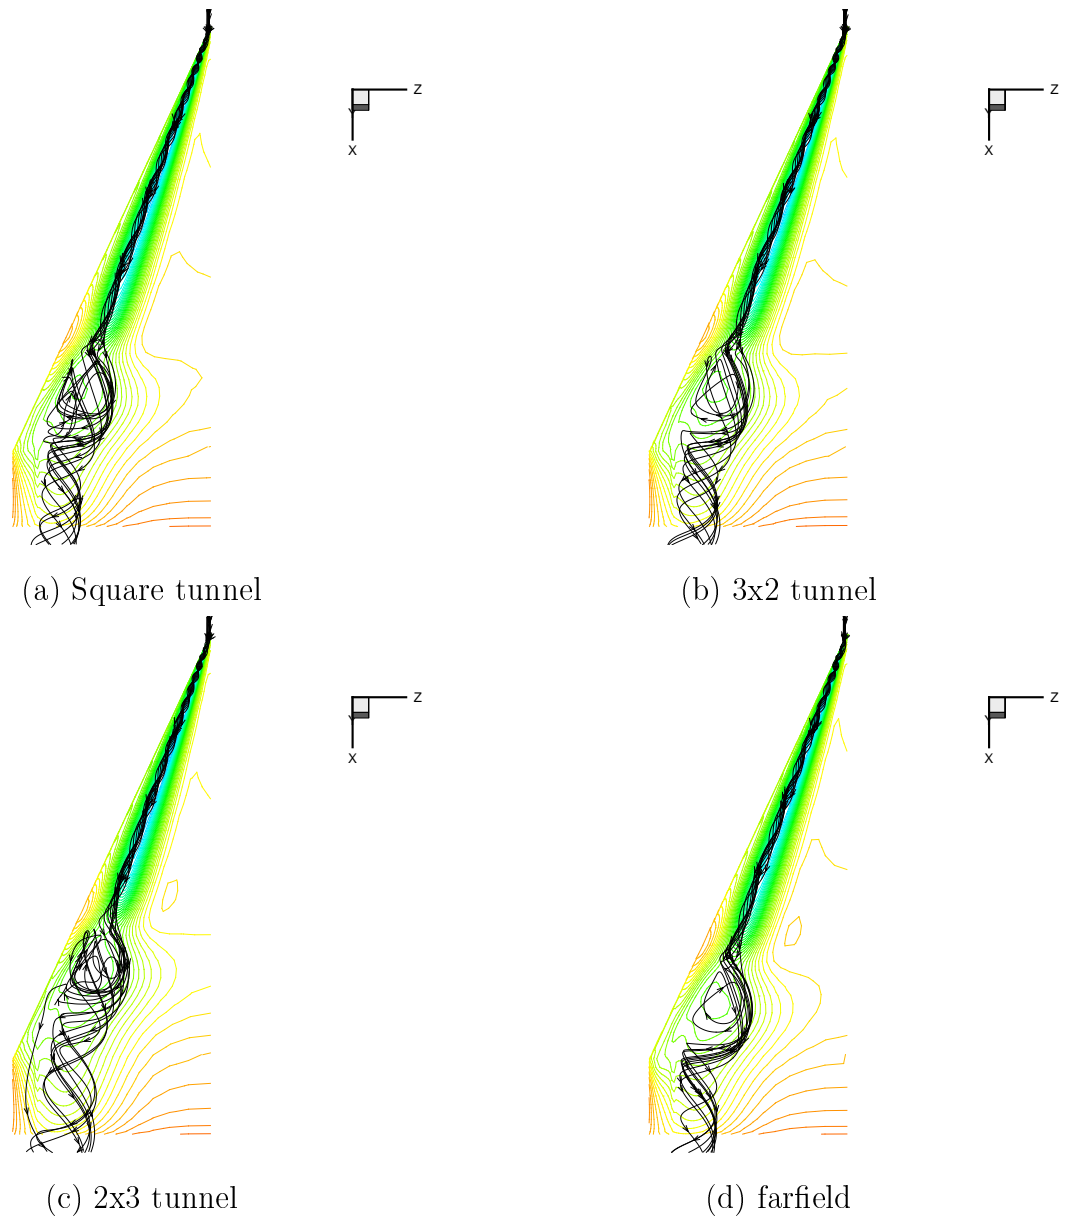 Z
X
Z
X
(a) Square tunnel
(b) 3x2 tunnel
Z
X
Z
X
(c) 2x3 tunnel
(d) farfield